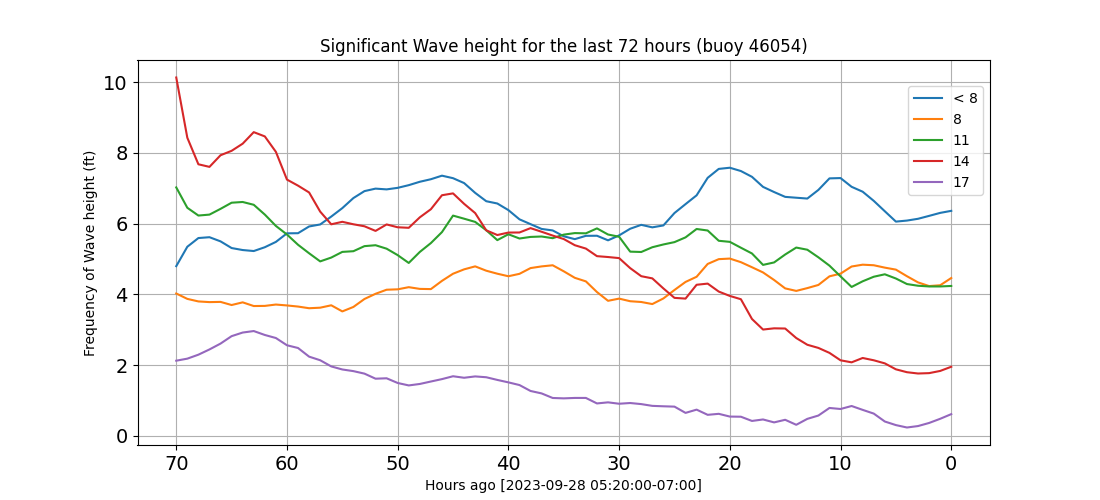 Significant Wave height for the last 72 hours (buoy 46054)
Frequency of Wave height (ft)
10
8
6
4
2
0
< 8
8
11
14
17
70 60 50 40 30 20 10 0
Hours ago [2023-09-28 05:20:00-07:00]